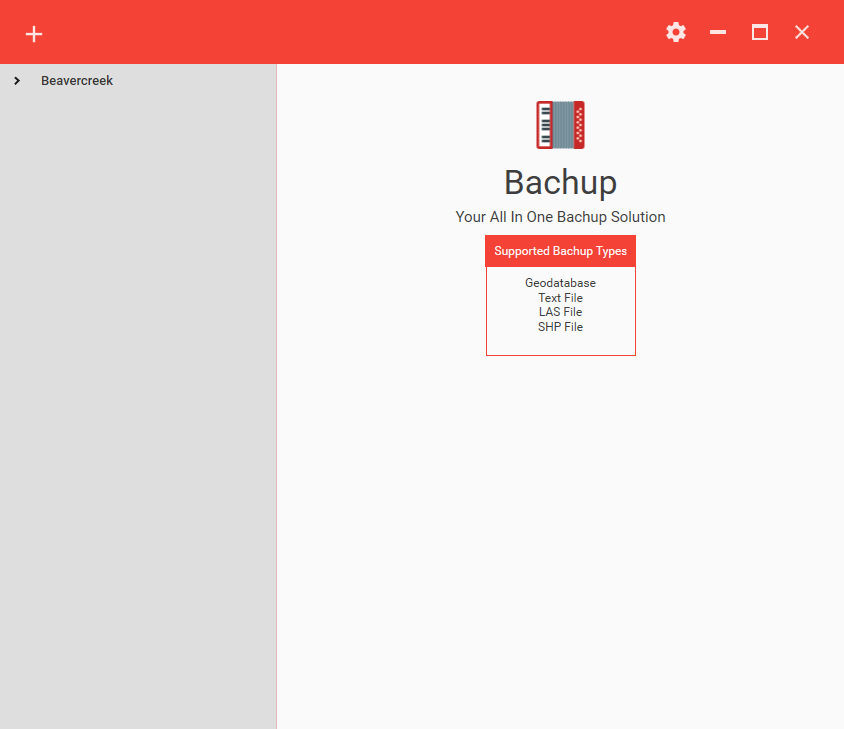 Beavercreek
Bachup
Your All In One Bachup Solution
Supported Bachup Types
Geodatabase
Text File
LAS File
SHP File